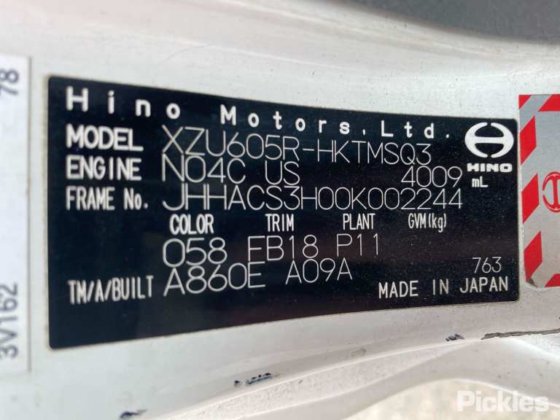 Hino Motors,Ltd.
HINO
MODEL XZU605R-HKTMSQ3
ENGINE N04C US 4009 mL
FRAME No. JHHACS3H00K002244
COLOR TRIM PLANT GVM(kg)
058 EB18 P11
TM/A/BUILT A860E A09A 763
MADE IN JAPAN
78
3V162
Pickles